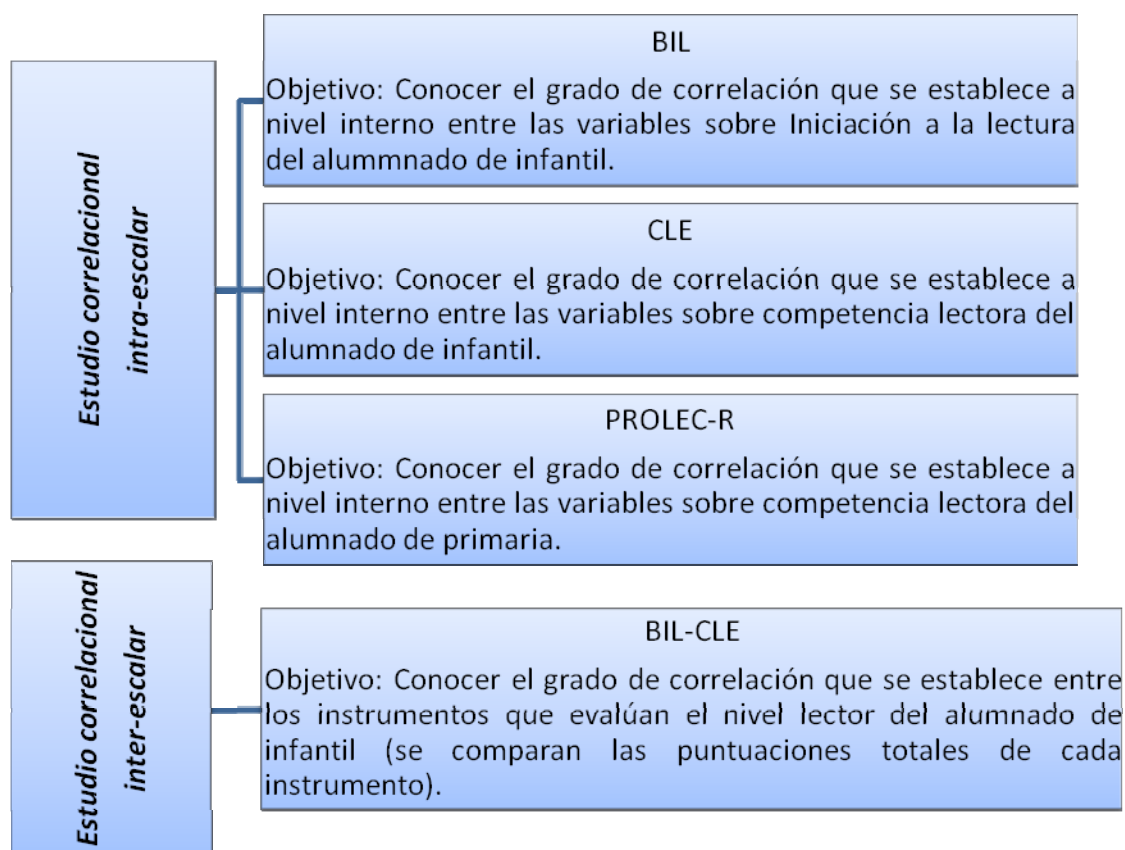 Estudio correlacional
intra-escalar
BIL
Objetivo: Conocer el grado de correlación que se establece a
nivel interno entre las variables sobre Iniciación a la lectura
del alummnado de infantil.
CLE
Objetivo: Conocer el grado de correlación que se establece a
nivel interno entre las variables sobre competencia lectora del
alumnado de infantil.
PROLEC-R
Objetivo: Conocer el grado de correlación que se establece a
nivel interno entre las variables sobre competencia lectora del
alumnado de primaria.
Estudio correlacional
inter-escalar
BIL-CLE
Objetivo: Conocer el grado de correlación que se establece entre
los instrumentos que evalúan el nivel lector del alumnado de
infantil (se comparan las puntuaciones totales de cada
instrumento).